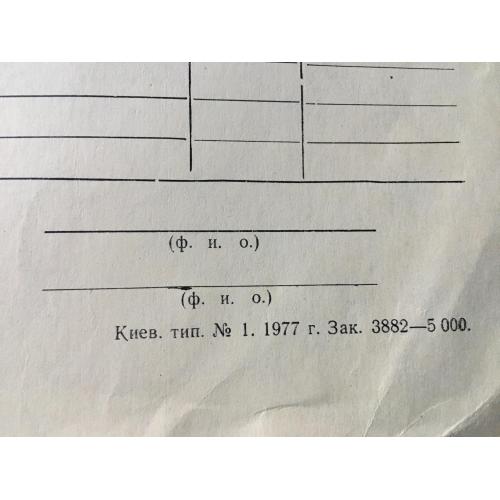 (ф. и. о.)
(ф. и. о.)
Киев. тип. № 1. 1977 г. Зак. 3882—5 000.